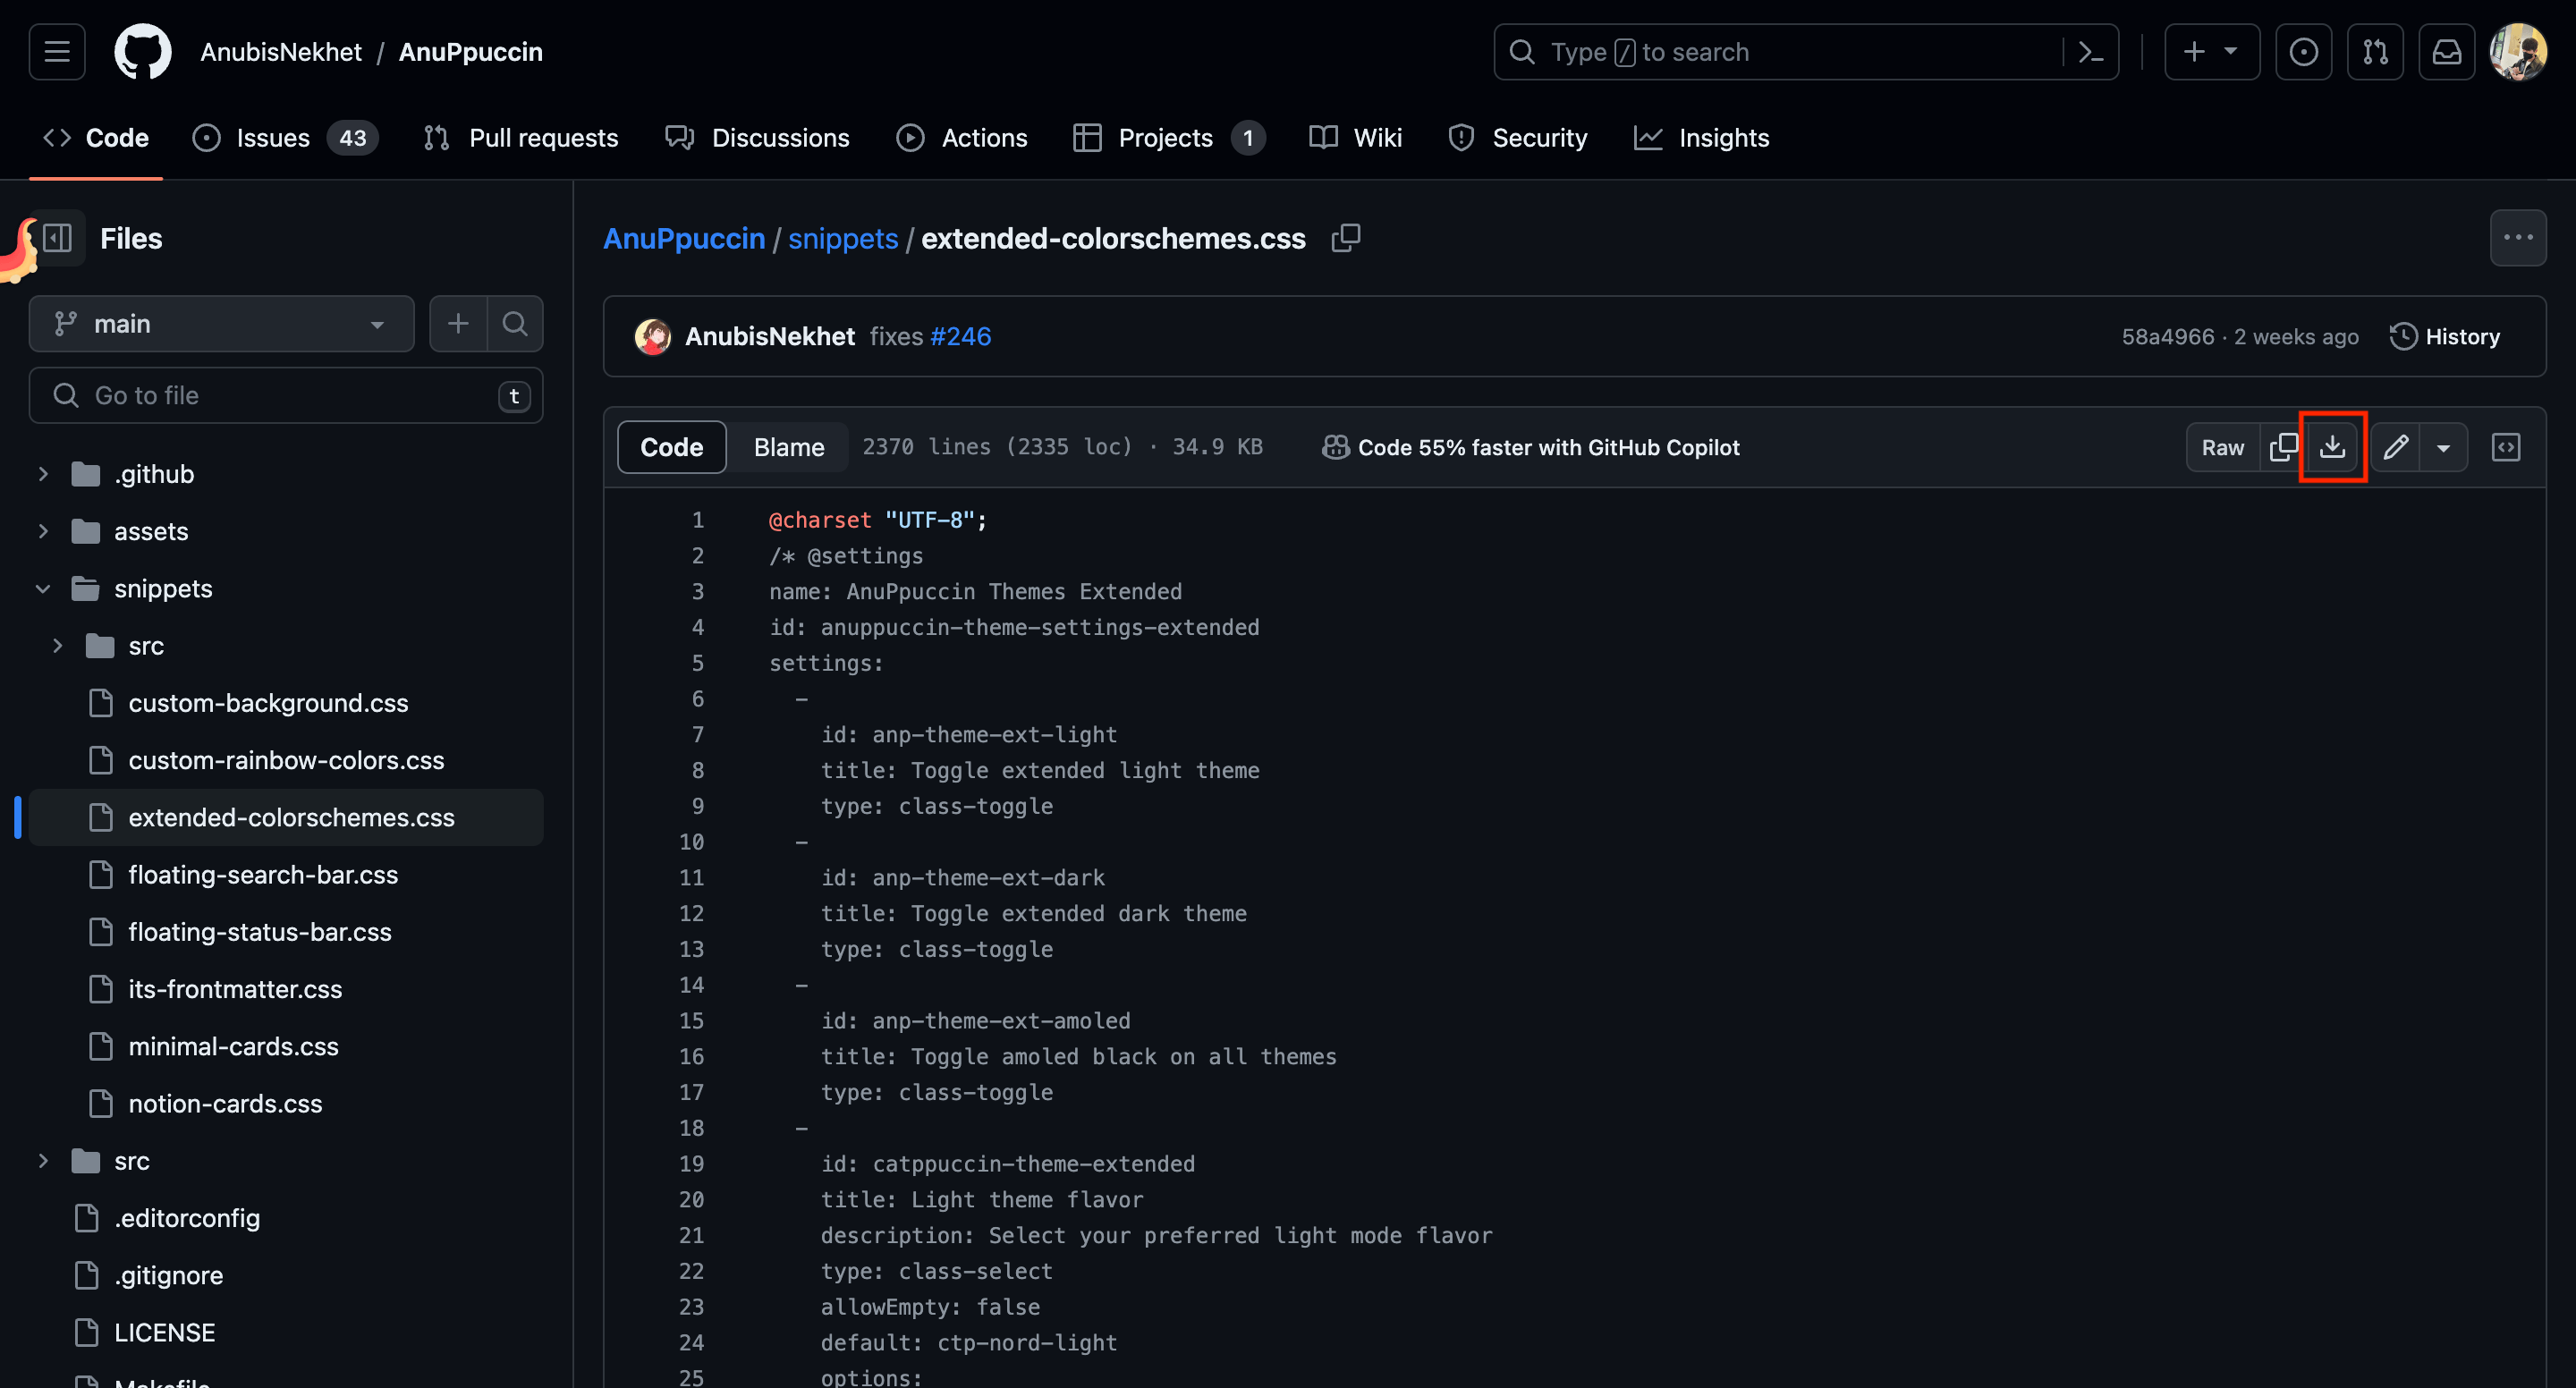 AnubisNekhet / AnuPpuccin
Type / to search
Code
Issues 43
Pull requests
Discussions
Actions
Projects 1
Wiki
Security
Insights
Files
main
Go to file
t
.github
assets
snippets
src
custom-background.css
custom-rainbow-colors.css
extended-colorschemes.css
floating-search-bar.css
floating-status-bar.css
its-frontmatter.css
minimal-cards.css
notion-cards.css
src
.editorconfig
.gitignore
LICENSE
Makefile
AnuPpuccin / snippets / extended-colorschemes.css
AnubisNekhet fixes #246
58a4966 · 2 weeks ago
History
Code
Blame
2370 lines (2335 loc) · 34.9 KB
Code 55% faster with GitHub Copilot
Raw
1 @charset "UTF-8";
2 /* @settings
3 name: AnuPpuccin Themes Extended
4 id: anuppuccin-theme-settings-extended
5 settings:
6 -
7 id: anp-theme-ext-light
8 title: Toggle extended light theme
9 type: class-toggle
10 -
11 id: anp-theme-ext-dark
12 title: Toggle extended dark theme
13 type: class-toggle
14 -
15 id: anp-theme-ext-amoled
16 title: Toggle amoled black on all themes
17 type: class-toggle
18 -
19 id: catppuccin-theme-extended
20 title: Light theme flavor
21 description: Select your preferred light mode flavor
22 type: class-select
23 allowEmpty: false
24 default: ctp-nord-light
25 options: